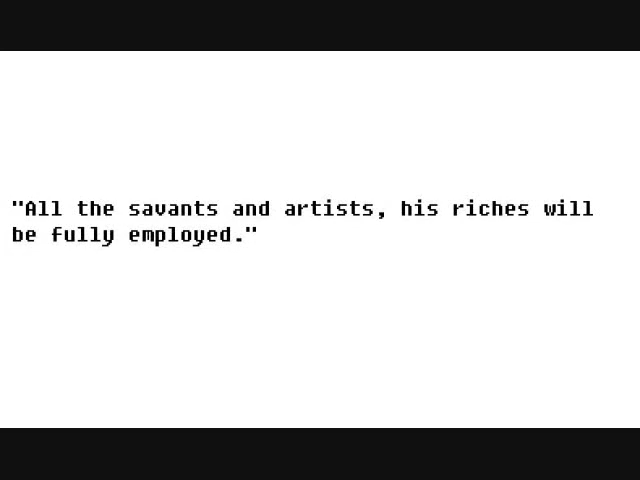 "All the savants and artists, his riches will
be fully employed."